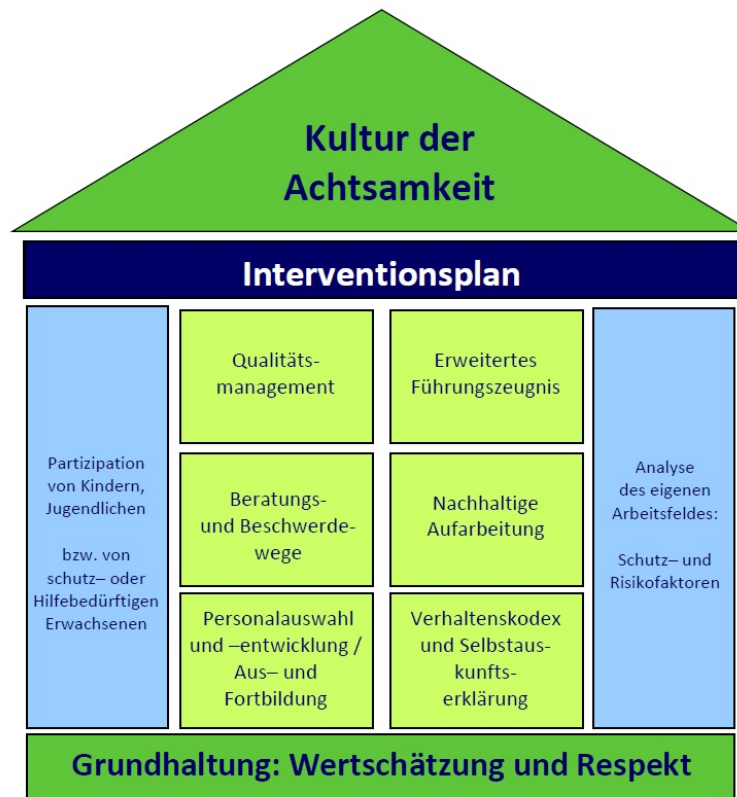 Kultur der
Achtsamkeit
Interventionsplan
Partizipation
von Kindern,
Jugendlichen
bzw. von
schutz– oder
Hilfebedürftigen
Erwachsenen
Qualitäts-
management
Erweitertes
Führungszeugnis
Beratungs-
und Beschwerde-
wege
Nachhaltige
Aufarbeitung
Personalauswahl
und –entwicklung /
Aus– und
Fortbildung
Verhaltenskodex
und Selbstaus-
kunfts-
erklärung
Analyse
des eigenen
Arbeitsfeldes:
Schutz– und
Risikofaktoren
Grundhaltung: Wertschätzung und Respekt